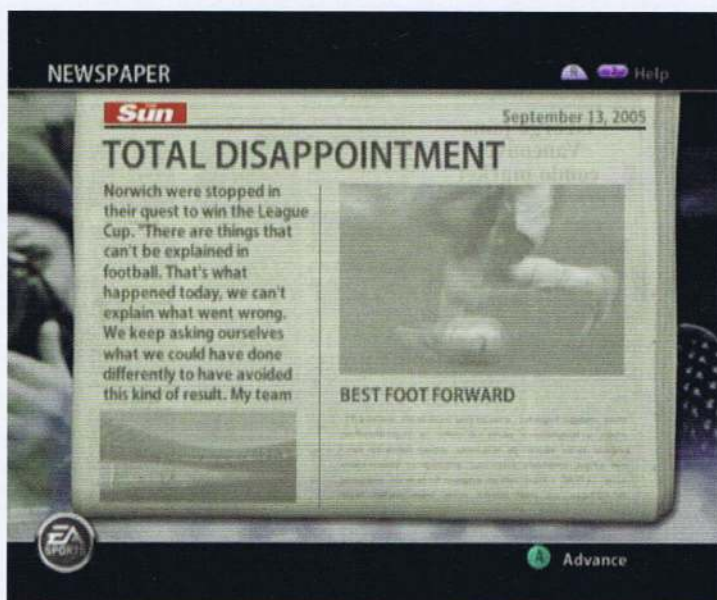 NEWSPAPER
Help
THE Sun
September 13, 2005
TOTAL DISAPPOINTMENT
Norwich were stopped in
their quest to win the League
Cup. "There are things that
can't be explained in
football. That's what
happened today, we can't
explain what went wrong.
We keep asking ourselves
what we could have done
differently to have avoided
this kind of result. My team
BEST FOOT FORWARD
EA
SPORTS
A Advance